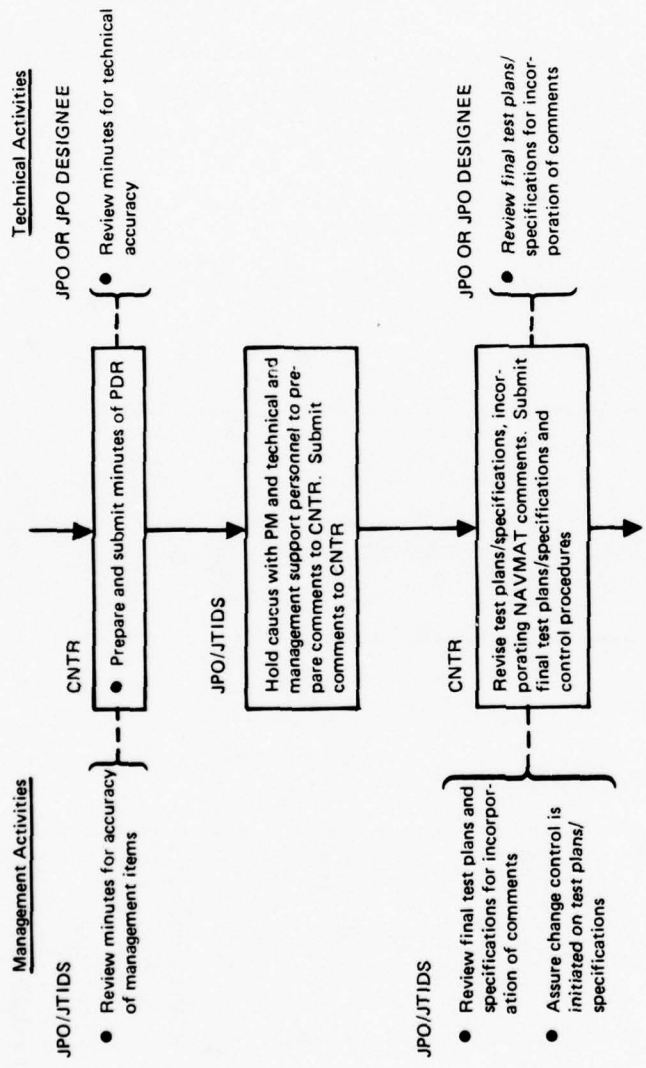 Management Activities
Technical Activities
JPO/JTIDS
● Review minutes for accuracy
of management items
CNTR
● Prepare and submit minutes of PDR
JPO OR JPO DESIGNEE
● Review minutes for technical
accuracy
JPO/JTIDS
Hold caucus with PM and technical and
management support personnel to pre-
pare comments to CNTR. Submit
comments to CNTR
JPO/JTIDS
● Review final test plans and
specifications for incorpor-
ation of comments
● Assure change control is
initiated on test plans/
specifications
CNTR
Revise test plans/specifications, incor-
porating NAVMAT comments. Submit
final test plans/specifications and
control procedures
JPO OR JPO DESIGNEE
● Review final test plans/
specifications for incor-
poration of comments